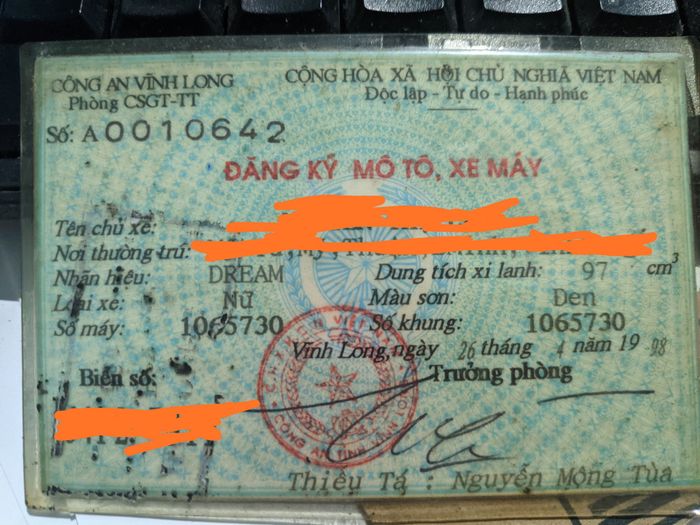 CÔNG AN VĨNH LONG
Phòng CSGT-TT
CỘNG HÒA XÃ HỘI CHỦ NGHĨA VIỆT NAM
Độc lập - Tự do - Hạnh phúc
Số: A0010642
ĐĂNG KÝ MÔ TÔ, XE MÁY
Tên chủ xe:
Nơi thường trú:
Nhãn hiệu: DREAM Dung tích xi lanh: 97 cm³
Loại xe: Nữ Màu sơn: Đen
Số máy: 1065730 Số khung: 1065730
Vĩnh Long, ngày 26 tháng 4 năm 1998
Biển số: Trưởng phòng
CÔNG AN TỈNH
Thiếu Tá : Nguyễn Mộng Tùa